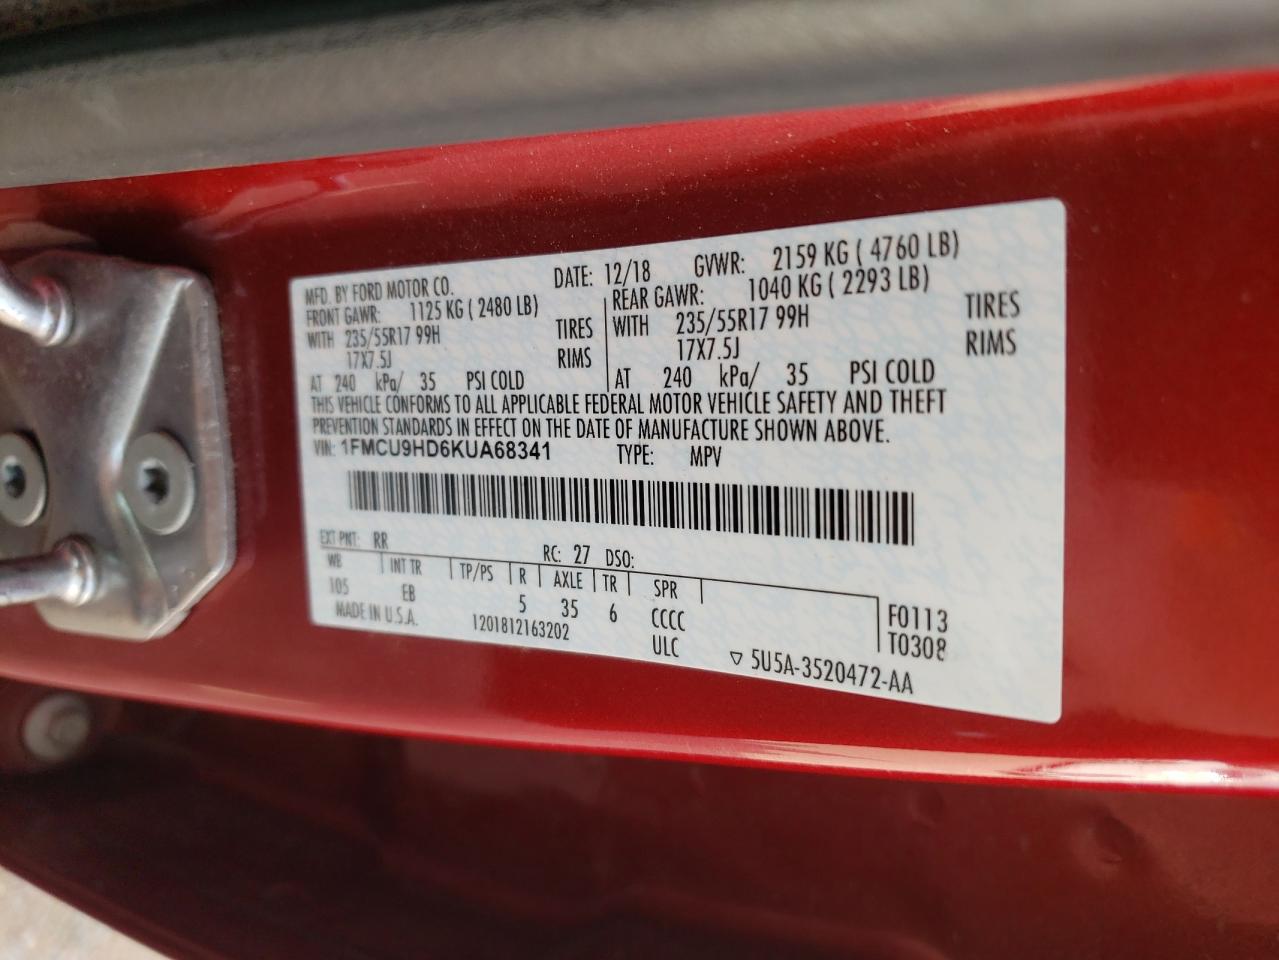 MFD. BY FORD MOTOR CO. DATE: 12/18 GVWR: 2159 KG ( 4760 LB)
FRONT GAWR: 1125 KG ( 2480 LB) REAR GAWR: 1040 KG ( 2293 LB)
WITH 235/55R17 99H TIRES WITH 235/55R17 99H TIRES
17X7.5J RIMS 17X7.5J RIMS
AT 240 kPa/ 35 PSI COLD AT 240 kPa/ 35 PSI COLD
THIS VEHICLE CONFORMS TO ALL APPLICABLE FEDERAL MOTOR VEHICLE SAFETY AND THEFT
PREVENTION STANDARDS IN EFFECT ON THE DATE OF MANUFACTURE SHOWN ABOVE.
VIN: 1FMCU9HD6KUA68341 TYPE: MPV
EXT PNT: RR RC: 27 DSO:
WB INT TR TP/PS R AXLE TR SPR
105 EB 5 35 6 CCCC F0113
MADE IN U.S.A. 1201812163202 ULC T0308
▽ 5U5A-3520472-AA